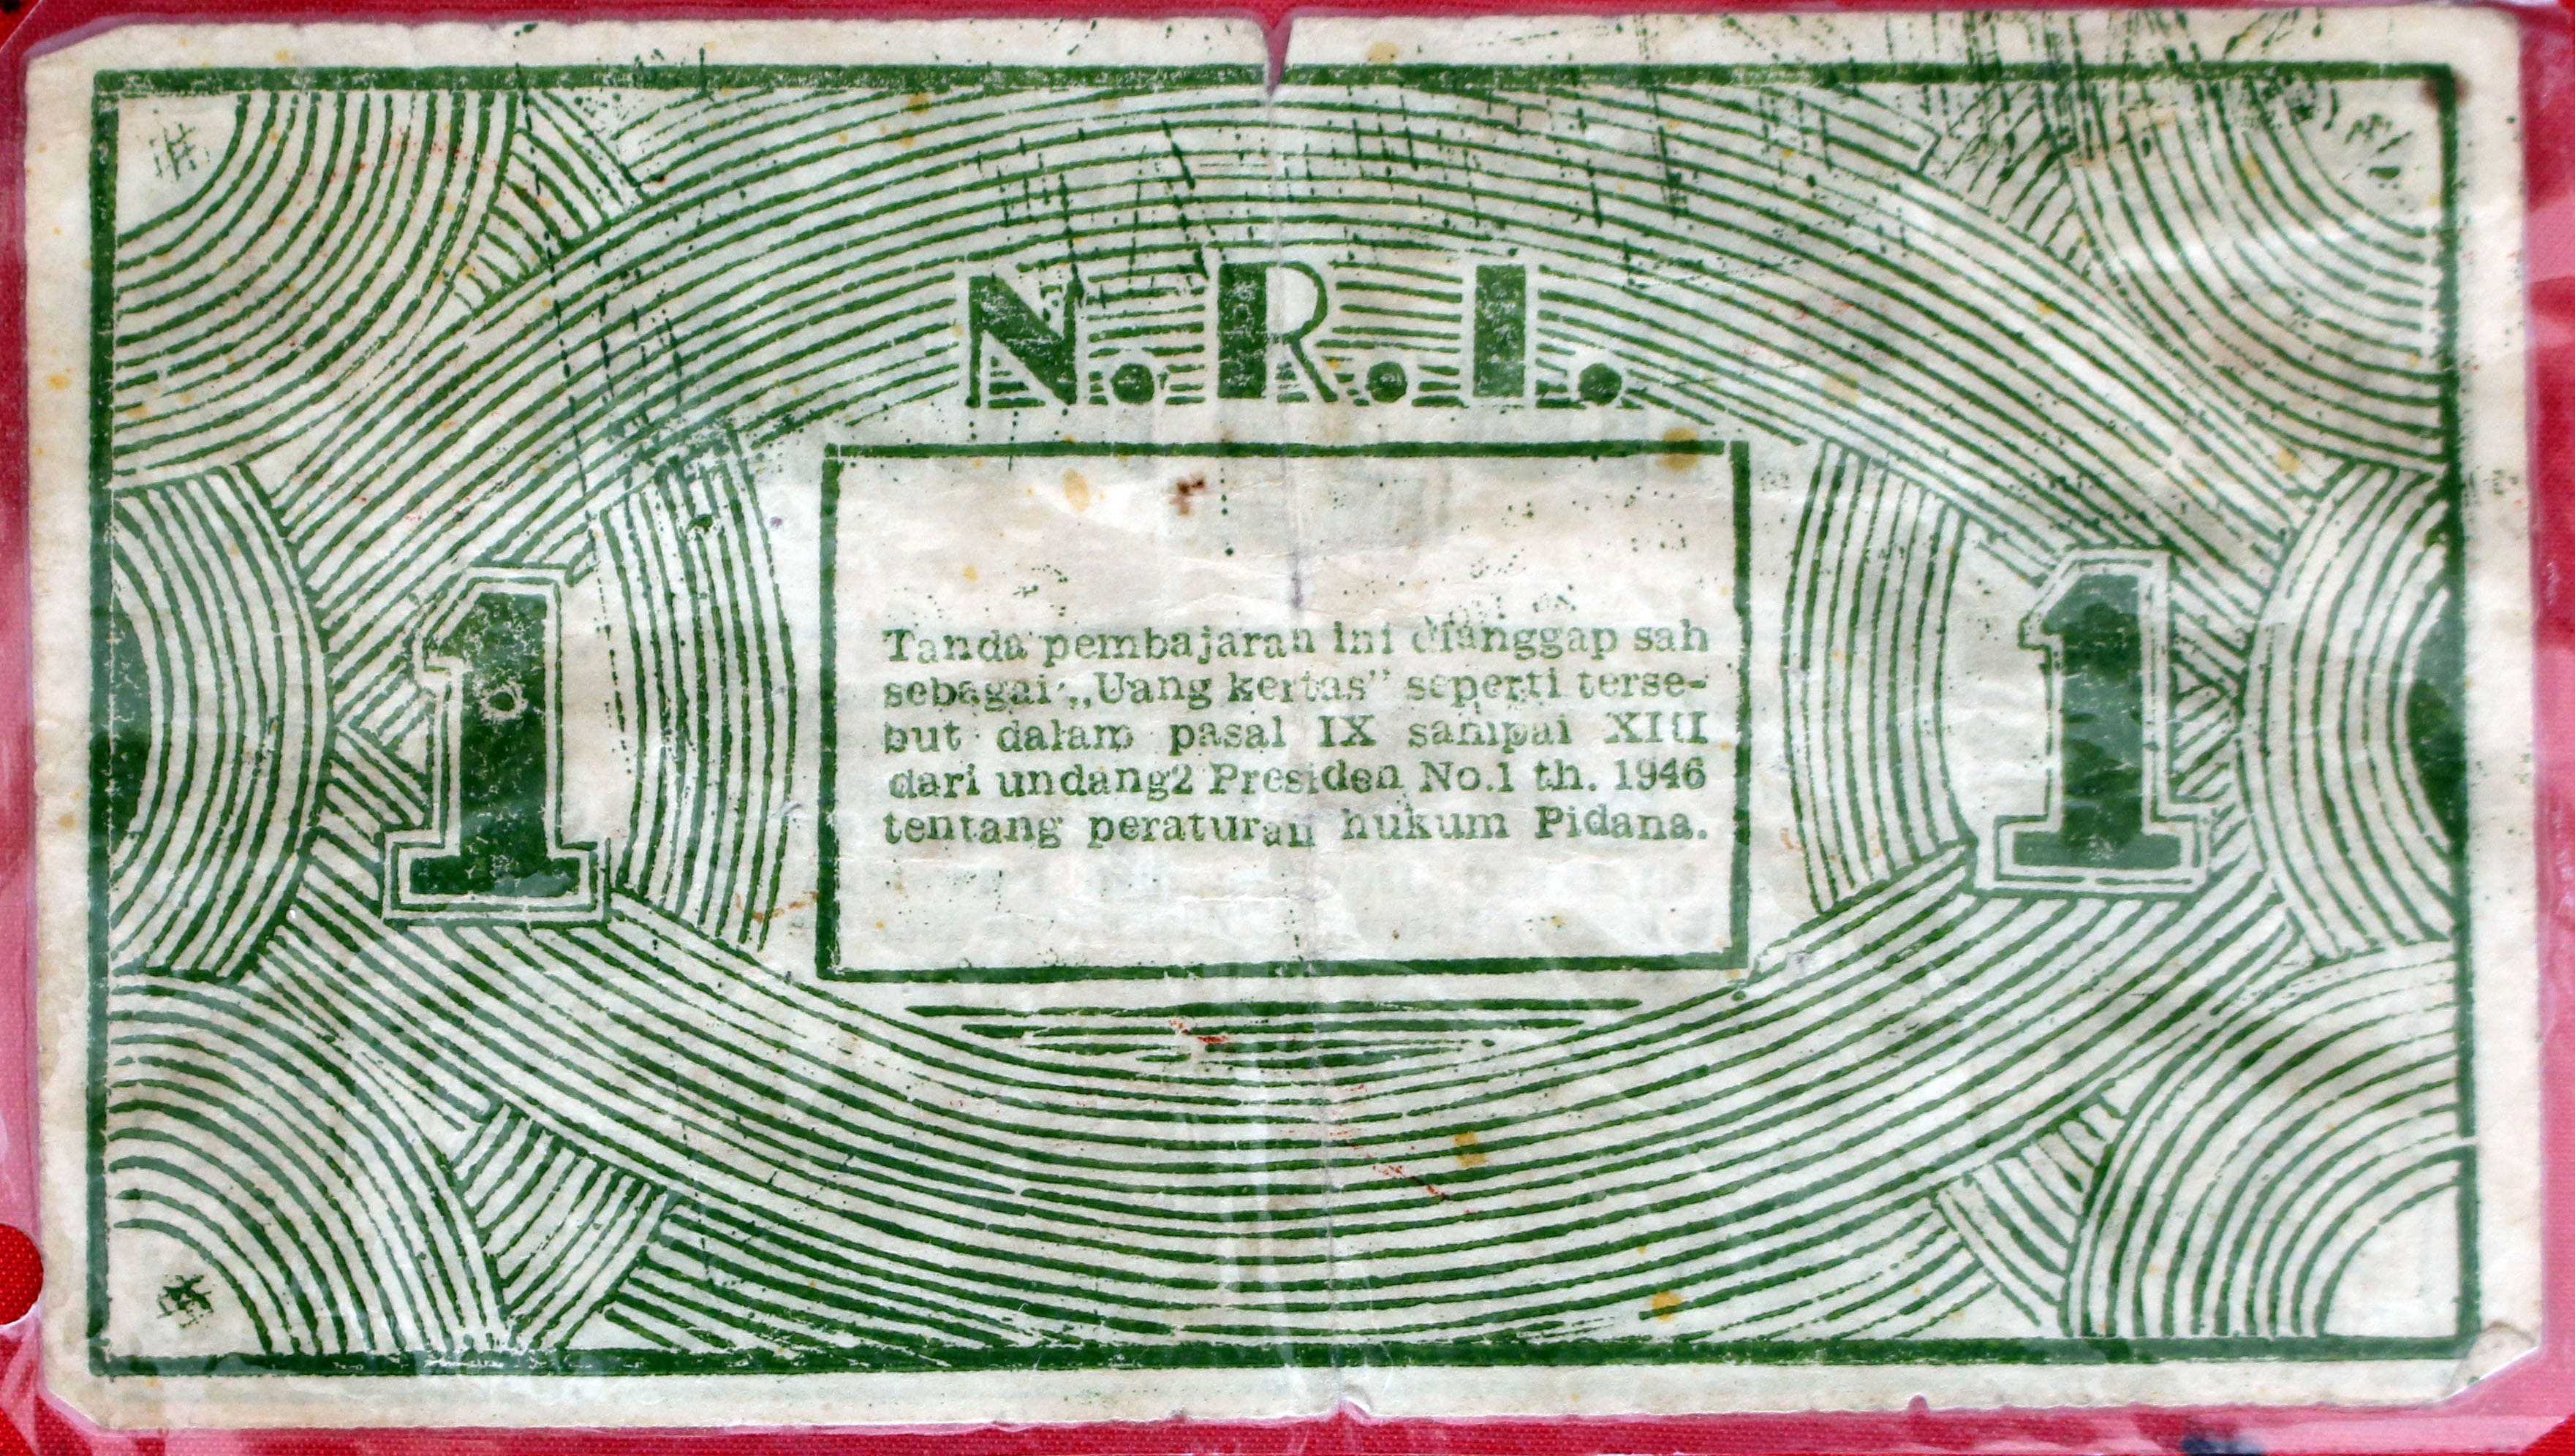 N.R.I.
1
Tanda pembajaran ini dianggap sah
sebagai „Uang kertas” seperti terse-
but dalam pasal IX sampai XIII
dari undang2 Presiden No.1 th. 1946
tentang peraturan hukum Pidana.
1